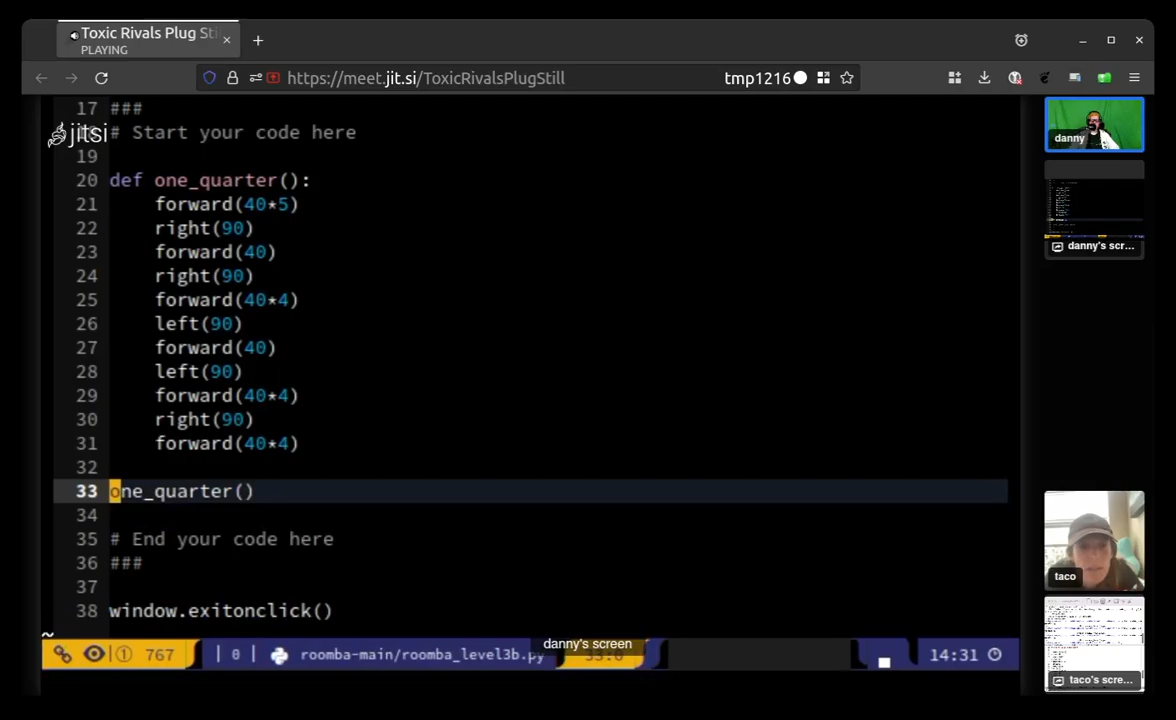 Toxic Rivals Plug Sti
PLAYING
https://meet.jit.si/ToxicRivalsPlugStill
tmp1216
17 ###
jitsi # Start your code here
19
20 def one_quarter():
21 forward(40*5)
22 right(90)
23 forward(40)
24 right(90)
25 forward(40*4)
26 left(90)
27 forward(40)
28 left(90)
29 forward(40*4)
30 right(90)
31 forward(40*4)
32
33 one_quarter()
34
35 # End your code here
36 ###
37
38 window.exitonclick()
~
① 767 | 0 | roomba-main/roomba_level3b.py 14:31
danny's screen
danny
danny's scr...
taco
taco's scre...